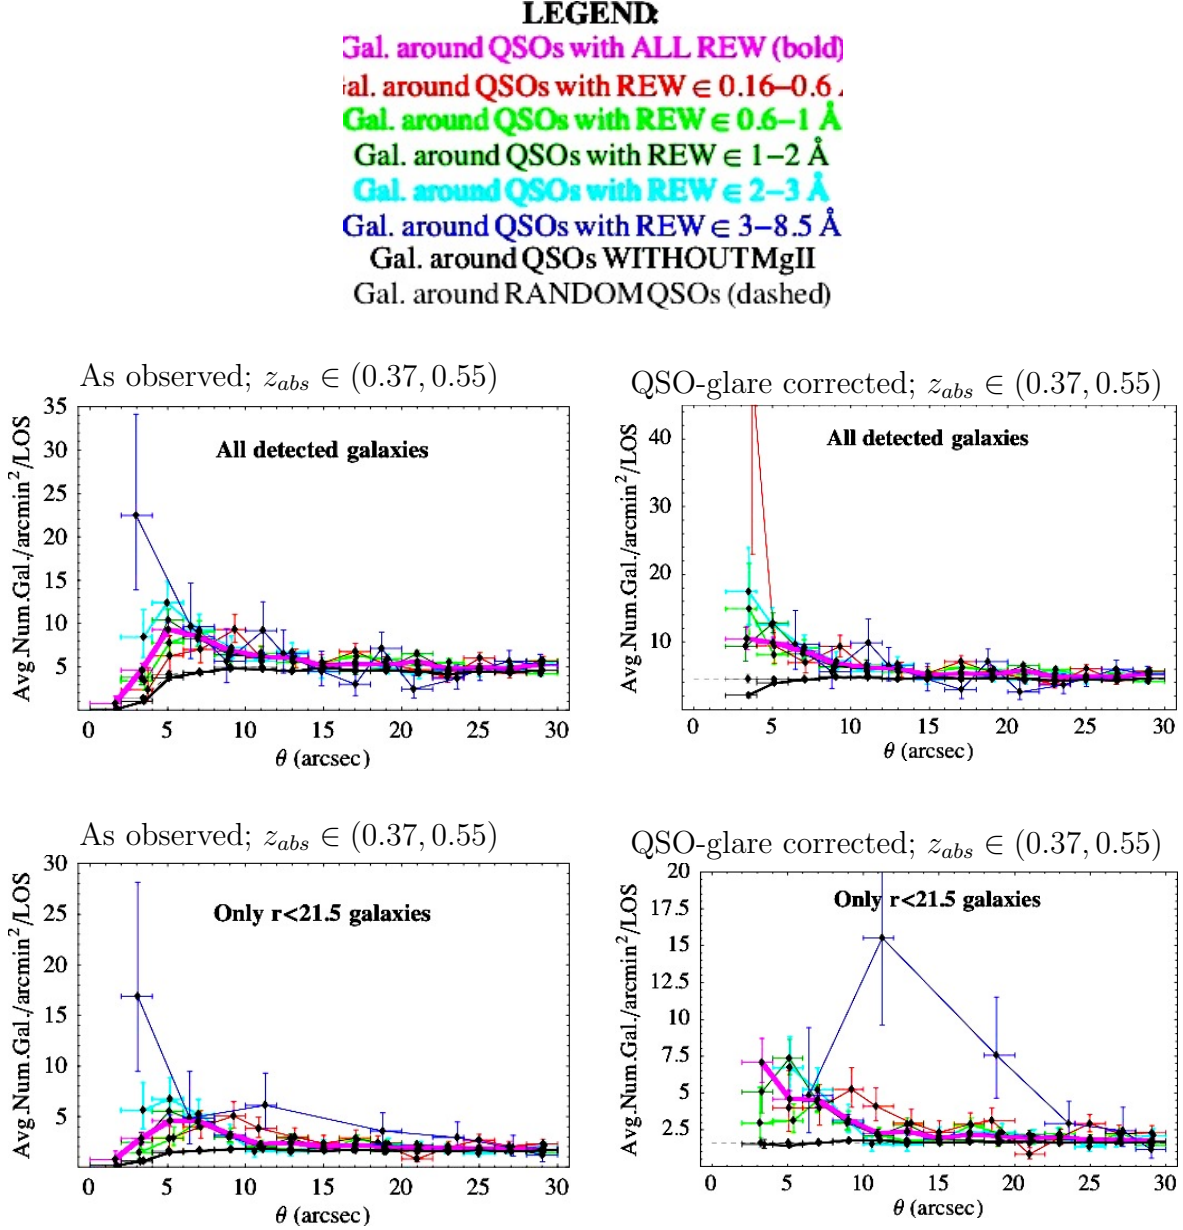 LEGEND:
Gal. around QSOs with ALL REW (bold)
Gal. around QSOs with REW ∈ 0.16–0.6
Gal. around QSOs with REW ∈ 0.6–1 Å
Gal. around QSOs with REW ∈ 1–2 Å
Gal. around QSOs with REW ∈ 2–3 Å
Gal. around QSOs with REW ∈ 3–8.5 Å
Gal. around QSOs WITHOUT MgII
Gal. around RANDOM QSOs (dashed)
As observed; z_abs ∈ (0.37, 0.55)
35
30
25
20
15
10
5
Avg.Num.Gal./arcmin²/LOS
All detected galaxies
0 5 10 15 20 25 30
θ (arcsec)
QSO-glare corrected; z_abs ∈ (0.37, 0.55)
40
30
20
10
Avg.Num.Gal./arcmin²/LOS
All detected galaxies
0 5 10 15 20 25 30
θ (arcsec)
As observed; z_abs ∈ (0.37, 0.55)
30
25
20
15
10
5
Avg.Num.Gal./arcmin²/LOS
Only r<21.5 galaxies
0 5 10 15 20 25 30
θ (arcsec)
QSO-glare corrected; z_abs ∈ (0.37, 0.55)
20
17.5
15
12.5
10
7.5
5
2.5
Avg.Num.Gal./arcmin²/LOS
Only r<21.5 galaxies
0 5 10 15 20 25 30
θ (arcsec)